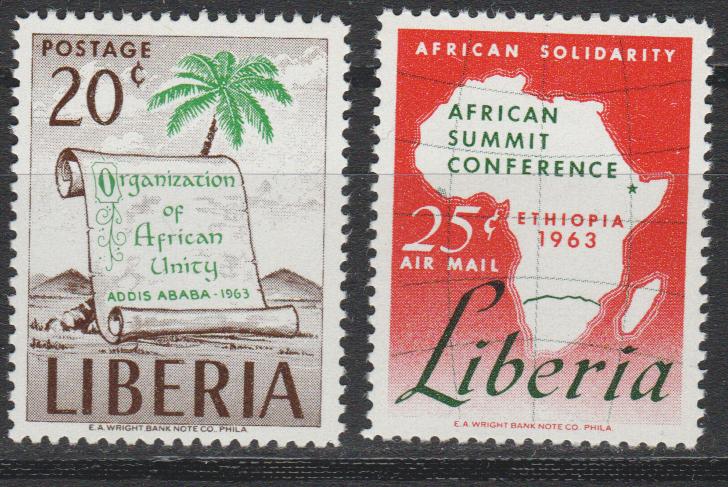 POSTAGE
20¢
Organization
of
African
Unity
ADDIS ABABA - 1963
LIBERIA
E.A. WRIGHT BANK NOTE CO. PHILA.
AFRICAN SOLIDARITY
AFRICAN
SUMMIT
CONFERENCE
ETHIOPIA
1963
25¢
AIR MAIL
Liberia
E.A. WRIGHT BANK NOTE CO. PHILA.